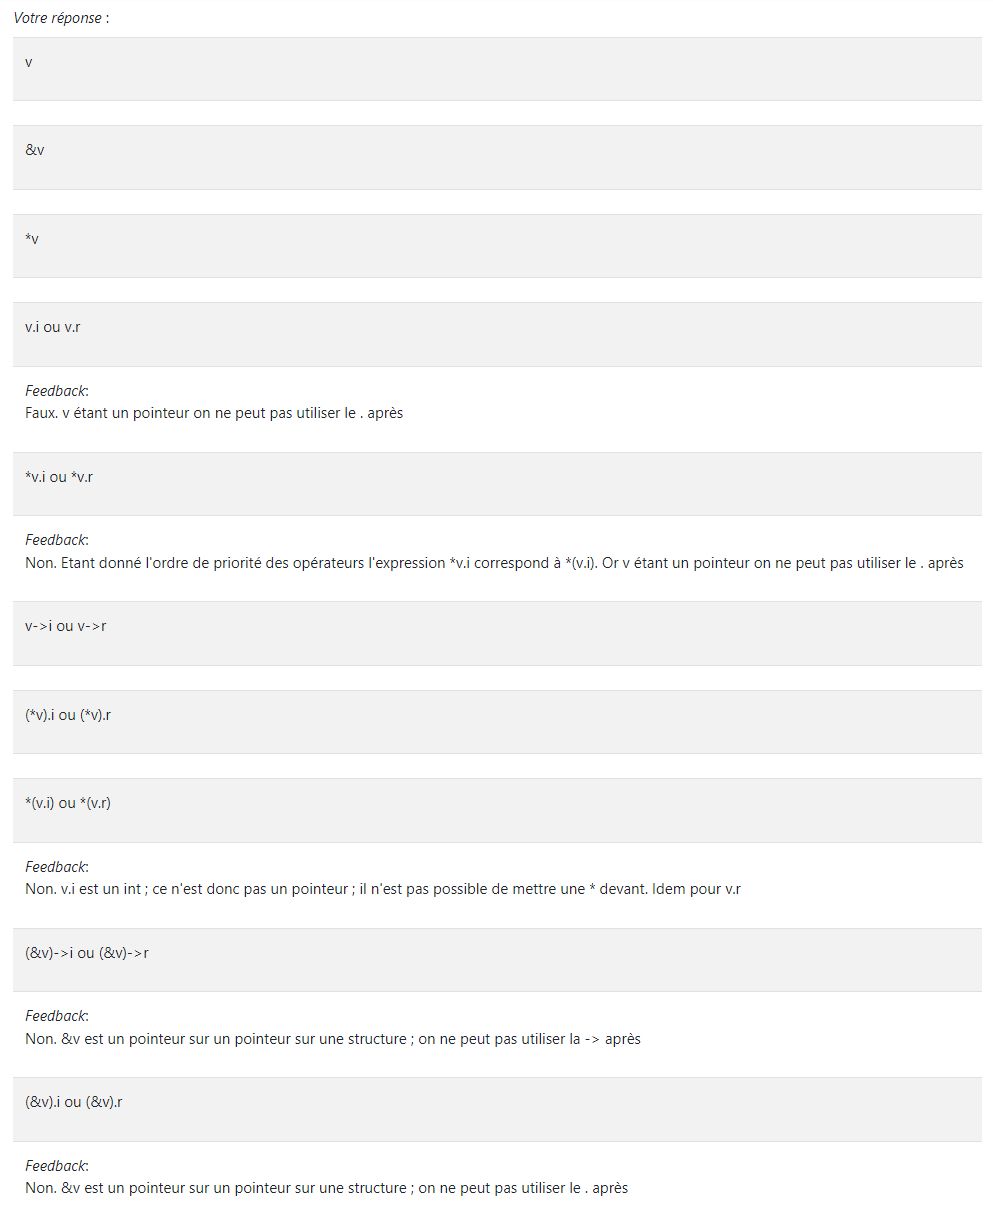 Votre réponse :
v
&v
*v
v.i ou v.r
Feedback:
Faux. v étant un pointeur on ne peut pas utiliser le . après
*v.i ou *v.r
Feedback:
Non. Etant donné l'ordre de priorité des opérateurs l'expression *v.i correspond à *(v.i). Or v étant un pointeur on ne peut pas utiliser le . après
v->i ou v->r
(*v).i ou (*v).r
*(v.i) ou *(v.r)
Feedback:
Non. v.i est un int ; ce n'est donc pas un pointeur ; il n'est pas possible de mettre une * devant. Idem pour v.r
(&v)->i ou (&v)->r
Feedback:
Non. &v est un pointeur sur un pointeur sur une structure ; on ne peut pas utiliser la -> après
(&v).i ou (&v).r
Feedback:
Non. &v est un pointeur sur un pointeur sur une structure ; on ne peut pas utiliser le . après